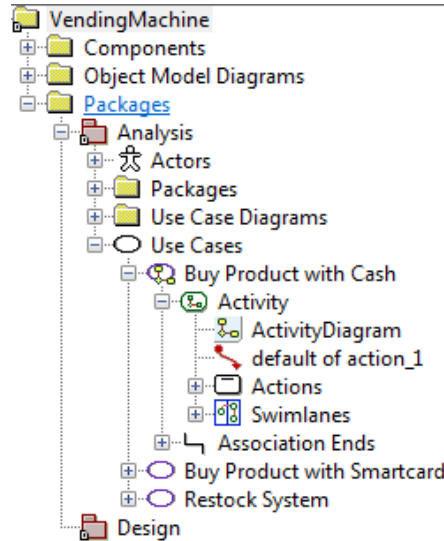 VendingMachine
Components
Object Model Diagrams
Packages
Analysis
Actors
Packages
Use Case Diagrams
Use Cases
Buy Product with Cash
Activity
ActivityDiagram
default of action_1
Actions
Swimlanes
Association Ends
Buy Product with Smartcard
Restock System
Design